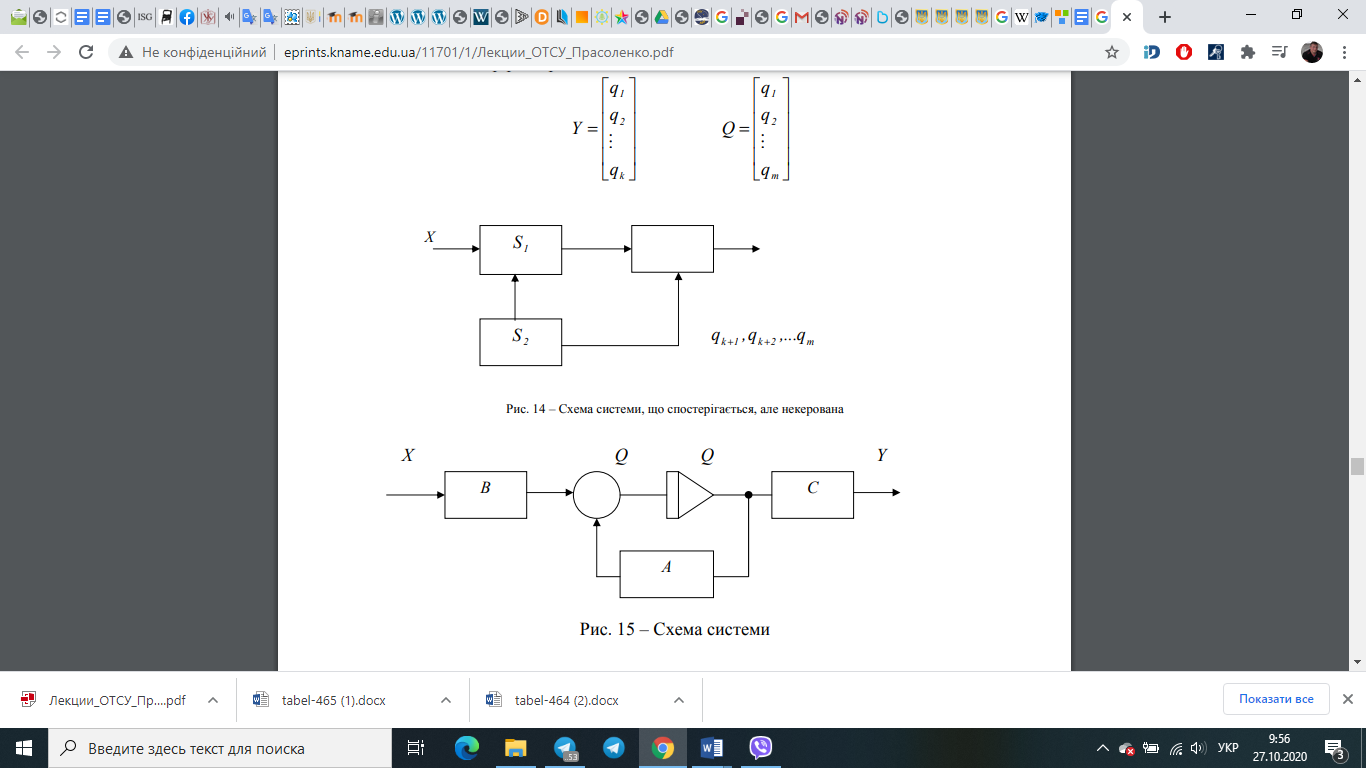 ISG
Не конфіденційний
eprints.kname.edu.ua/11701/1/Лекции_ОТСУ_Прасоленко.pdf
Y = [q1 q2 ⋮ qk]
Q = [q1 q2 ⋮ qm]
X
S1
S2
qk+1, qk+2, ...qm
Рис. 14 – Схема системи, що спостерігається, але некерована
X
Q
Q
Y
B
C
A
Рис. 15 – Схема системи
Лекции_ОТСУ_Пр....pdf
tabel-465 (1).docx
tabel-464 (2).docx
Показати все
Введите здесь текст для поиска
.53
УКР
9:56
27.10.2020
3